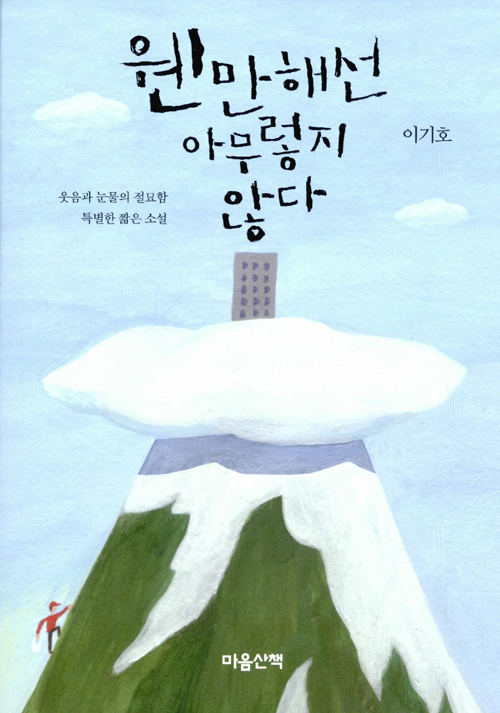 웬만해선
아무렇지
않다
이기호
웃음과 눈물의 절묘함
특별한 짧은 소설
마음산책